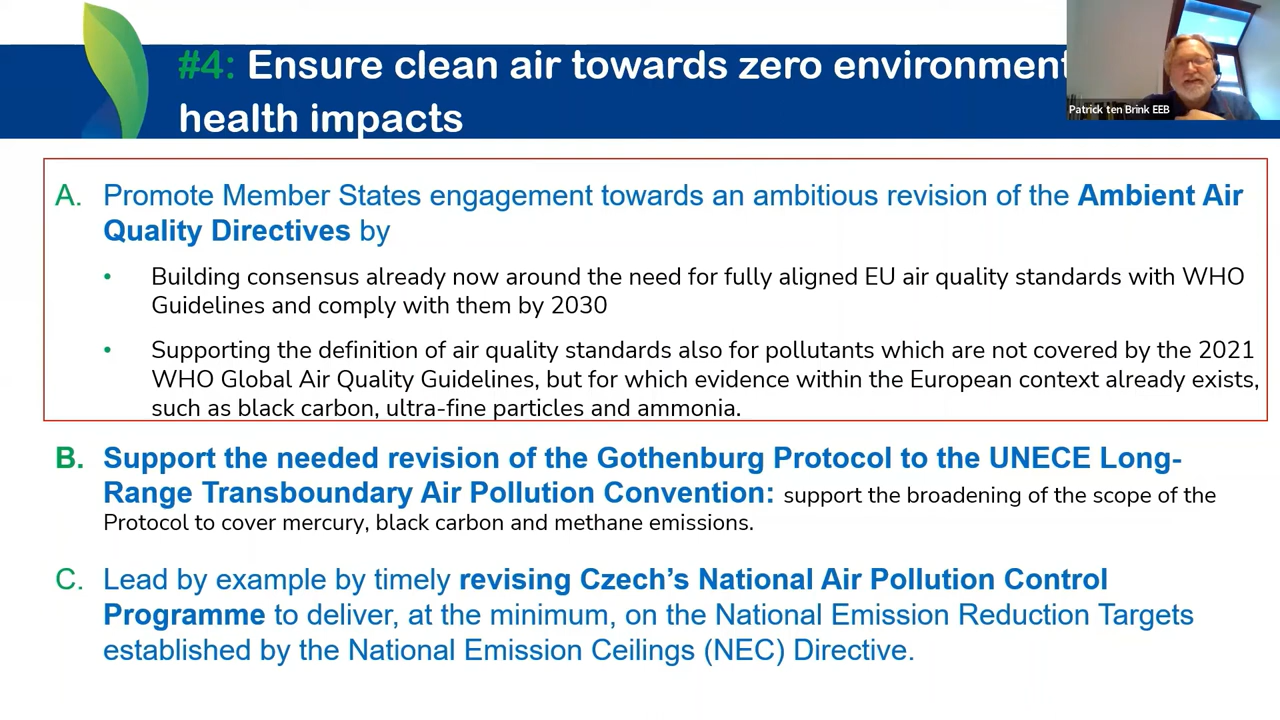 #4: Ensure clean air towards zero environment
health impacts
Patrick ten Brink EEB
A. Promote Member States engagement towards an ambitious revision of the Ambient Air
Quality Directives by
• Building consensus already now around the need for fully aligned EU air quality standards with WHO
Guidelines and comply with them by 2030
• Supporting the definition of air quality standards also for pollutants which are not covered by the 2021
WHO Global Air Quality Guidelines, but for which evidence within the European context already exists,
such as black carbon, ultra-fine particles and ammonia.
B. Support the needed revision of the Gothenburg Protocol to the UNECE Long-
Range Transboundary Air Pollution Convention: support the broadening of the scope of the
Protocol to cover mercury, black carbon and methane emissions.
C. Lead by example by timely revising Czech's National Air Pollution Control
Programme to deliver, at the minimum, on the National Emission Reduction Targets
established by the National Emission Ceilings (NEC) Directive.